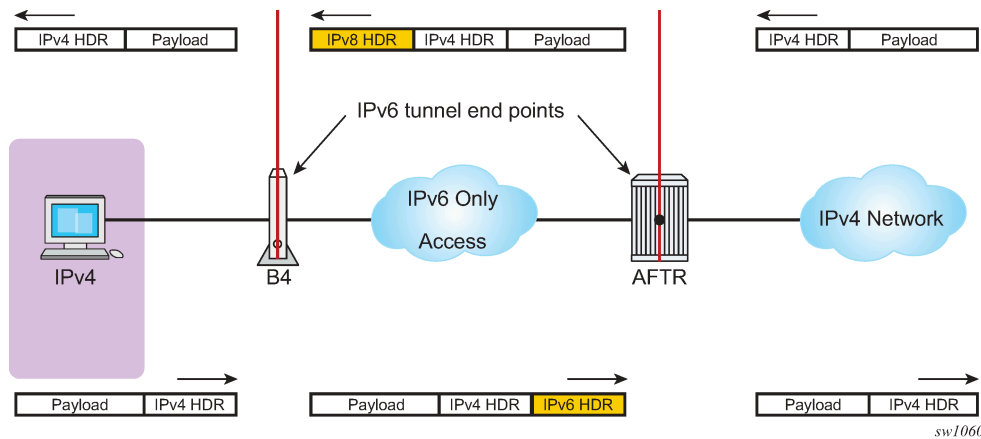 IPv4 HDR Payload
IPv8 HDR IPv4 HDR Payload
IPv4 HDR Payload
IPv6 tunnel end points
IPv6 Only
Access
IPv4 Network
IPv4
B4
AFTR
Payload IPv4 HDR
Payload IPv4 HDR IPv6 HDR
Payload IPv4 HDR
sw1060